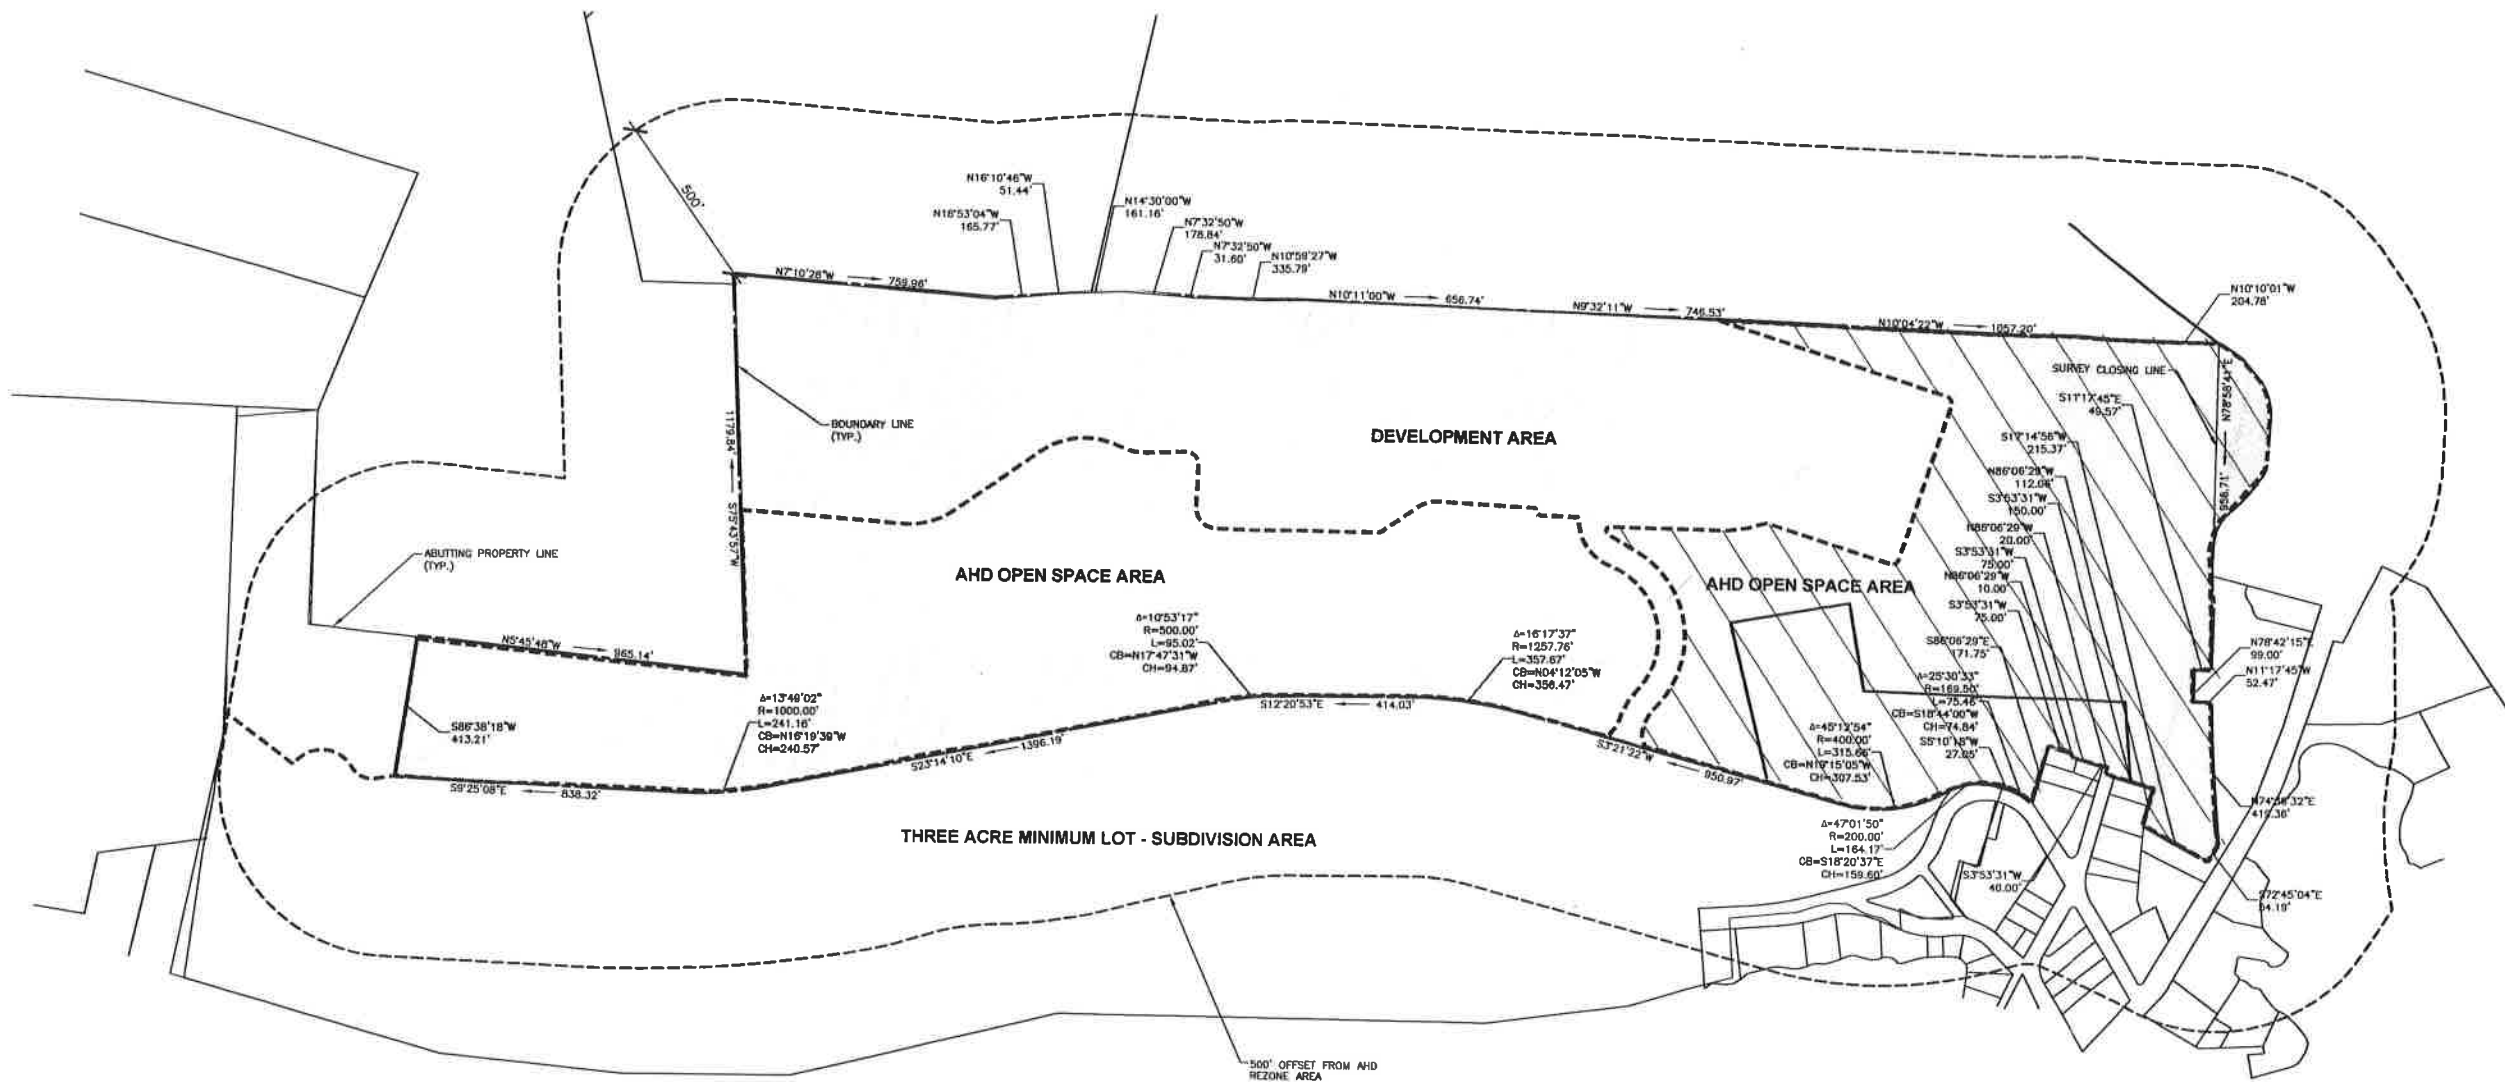 500'
N16°10'46"W
51.44'
N14°30'00"W
161.16'
N16°53'04"W
165.77'
N7°32'50"W
178.84'
N7°32'50"W
31.60'
N10°59'27"W
335.79'
N7°10'28"W
759.96'
N10°11'00"W
656.74'
N9°32'11"W
746.53'
N10°04'22"W
1057.20'
N10°10'01"W
204.78'
SURVEY CLOSING LINE
N78°58'41"E
958.71'
S11°17'45"E
49.57'
BOUNDARY LINE
(TYP.)
DEVELOPMENT AREA
1179.84'
S75°43'57"W
S17°14'58"W
215.37'
N86°06'29"W
112.06'
S3°53'31"W
150.00'
N86°06'29"W
20.00'
S3°53'31"W
75.00'
N86°06'29"W
10.00'
S3°53'31"W
75.00'
S86°06'29"E
171.75'
ABUTTING PROPERTY LINE
(TYP.)
AHD OPEN SPACE AREA
AHD OPEN SPACE AREA
N5°45'48"W
965.14'
Δ=10°53'17"
R=500.00'
L=95.02'
CB=N17°47'31"W
CH=94.87'
Δ=16°17'37"
R=1257.76'
L=357.67'
CB=N04°12'05"W
CH=356.47'
N78°42'15"E
99.00'
N11°17'45"W
52.47'
Δ=25°30'33"
R=169.50'
L=75.46'
CB=S18°44'00"W
CH=74.84'
S5°10'18"W
27.05'
Δ=13°49'02"
R=1000.00'
L=241.16'
CB=N16°19'39"W
CH=240.57'
S86°38'18"W
413.21'
S12°20'53"E
414.03'
S23°14'10"E
1396.19'
S3°21'22"W
950.97'
Δ=45°12'54"
R=400.00'
L=315.66'
CB=N19°15'05"W
CH=307.53'
S9°25'08"E
838.32'
Δ=47°01'50"
R=200.00'
L=164.17'
CB=S18°20'37"E
CH=159.60'
THREE ACRE MINIMUM LOT - SUBDIVISION AREA
S3°53'31"W
40.00'
S72°45'04"E
500' OFFSET FROM AHD
REZONE AREA